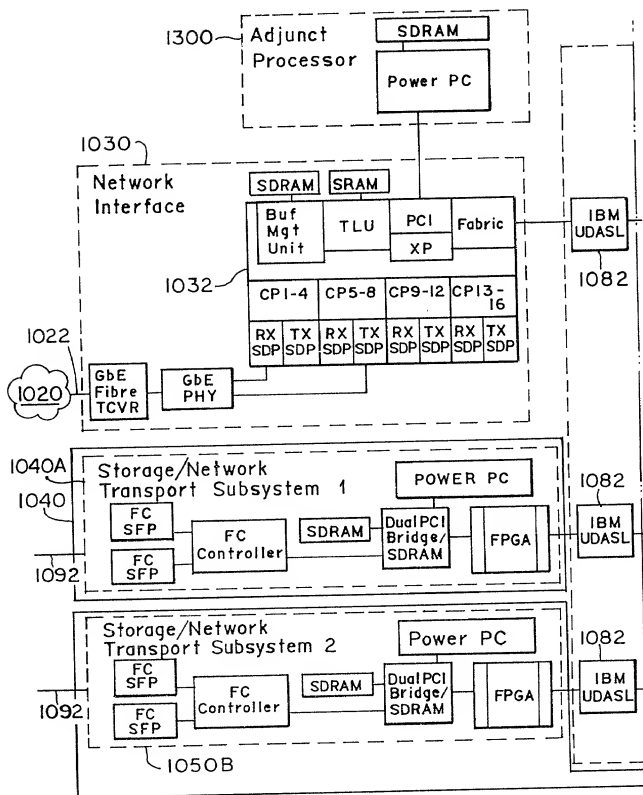 1300
Adjunct
Processor
SDRAM
Power PC
1030
Network
Interface
SDRAM
SRAM
Buf
Mgt
Unit
TLU
PCI
XP
Fabric
IBM
UDASL
1082
1032
CP1-4
CP5-8
CP9-12
CP13-
16
RX
SDP
TX
SDP
RX
SDP
TX
SDP
RX
SDP
TX
SDP
RX
SDP
TX
SDP
1022
1020
GbE
Fibre
TCVR
GbE
PHY
1040A
1040
Storage/Network
Transport Subsystem 1
POWER PC
FC
SFP
FC
SFP
FC
Controller
SDRAM
Dual PCI
Bridge/
SDRAM
FPGA
1082
IBM
UDASL
1092
Storage/Network
Transport Subsystem 2
Power PC
FC
SFP
FC
SFP
FC
Controller
SDRAM
Dual PCI
Bridge/
SDRAM
FPGA
1082
IBM
UDASL
1092
1050B